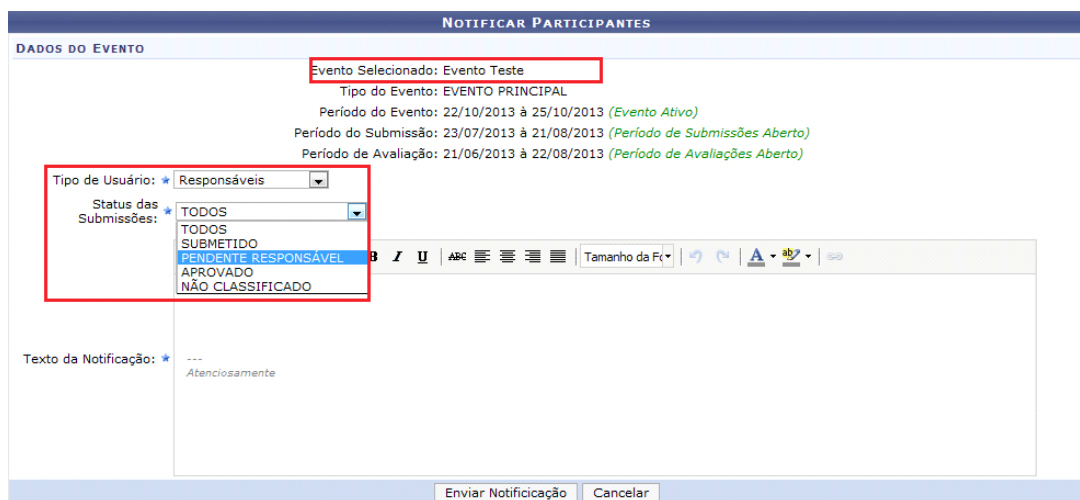 NOTIFICAR PARTICIPANTES
DADOS DO EVENTO
Evento Selecionado: Evento Teste
Tipo do Evento: EVENTO PRINCIPAL
Período do Evento: 22/10/2013 à 25/10/2013 (Evento Ativo)
Período do Submissão: 23/07/2013 à 21/08/2013 (Período de Submissões Aberto)
Período de Avaliação: 21/06/2013 à 22/08/2013 (Período de Avaliações Aberto)
Tipo de Usuário: Responsáveis
Status das Submissões: TODOS
TODOS
SUBMETIDO
PENDENTE RESPONSÁVEL
APROVADO
NÃO CLASSIFICADO
B I U ABC Tamanho da Fo A ab
Texto da Notificação:
---
Atenciosamente
Enviar Notificicação Cancelar